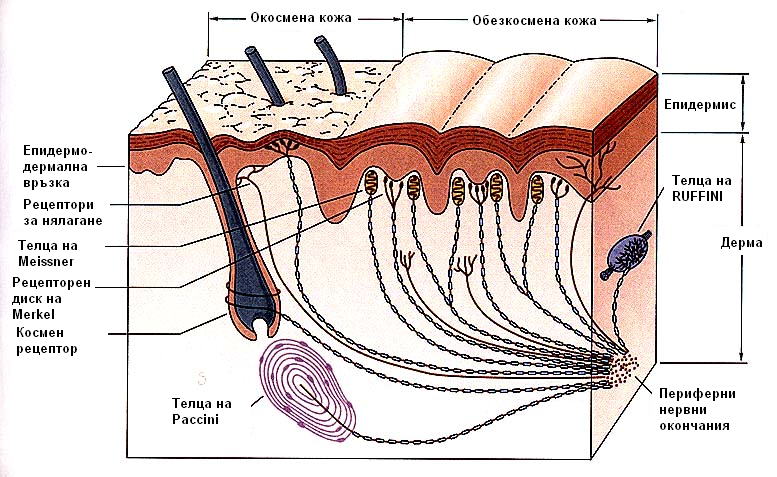 Окосмена кожа
Обезкосмена кожа
Епидермис
Епидермо-
дермална
връзка
Рецептори
за нялагане
Телца на
Meissner
Рецепторен
диск на
Merkel
Космен
рецептор
Телца на
Paccini
Телца на
RUFFINI
Дерма
Периферни
нервни
окончания